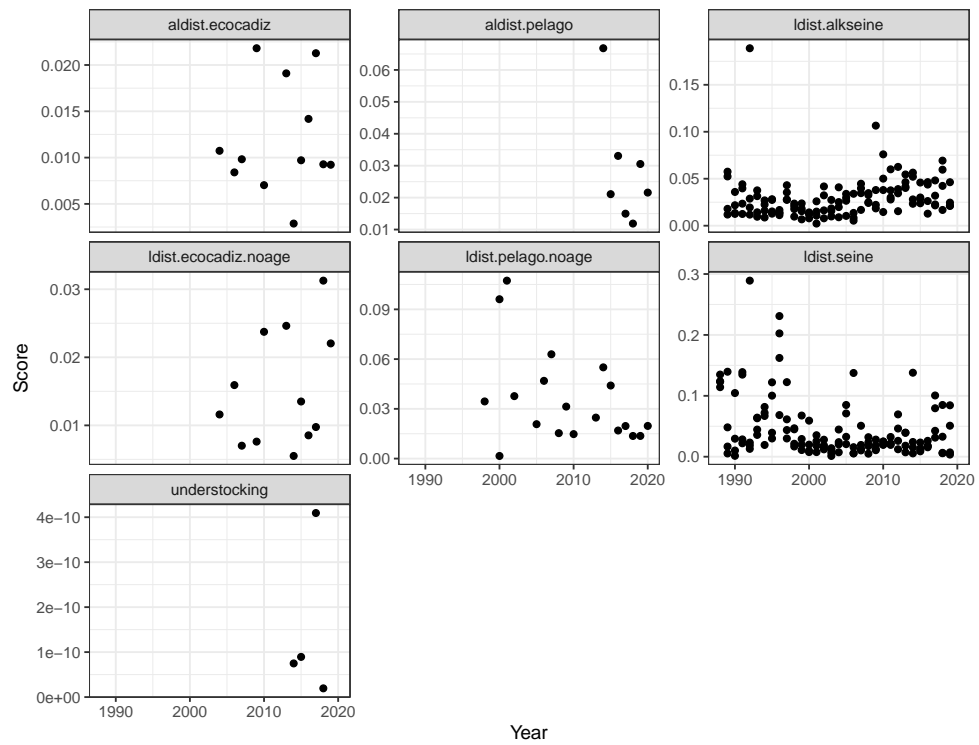 aldist.ecocadiz
aldist.pelago
ldist.alkseine
0.020
0.015
0.010
0.005
0.06
0.05
0.04
0.03
0.02
0.01
0.15
0.10
0.05
0.00
ldist.ecocadiz.noage
ldist.pelago.noage
ldist.seine
0.03
0.02
0.01
0.09
0.06
0.03
0.00
0.3
0.2
0.1
0.0
1990 2000 2010 2020
1990 2000 2010 2020
understocking
4e−10
3e−10
2e−10
1e−10
0e+00
1990 2000 2010 2020
Score
Year